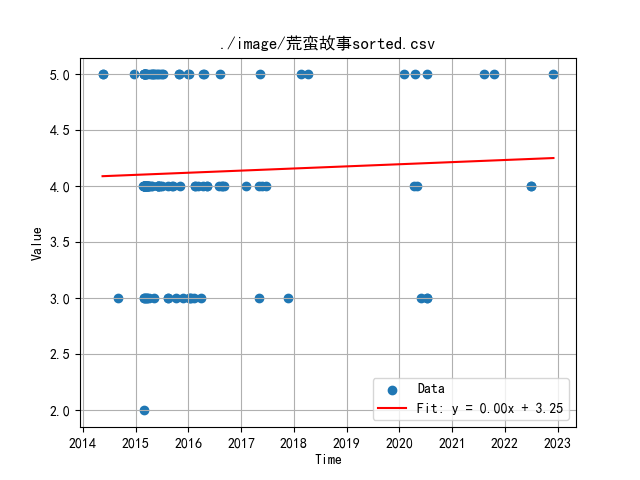 ./image/荒蛮故事sorted.csv
5.0
4.5
4.0
3.5
3.0
2.5
2.0
Value
2014 2015 2016 2017 2018 2019 2020 2021 2022 2023
Time
Data
Fit: y = 0.00x + 3.25